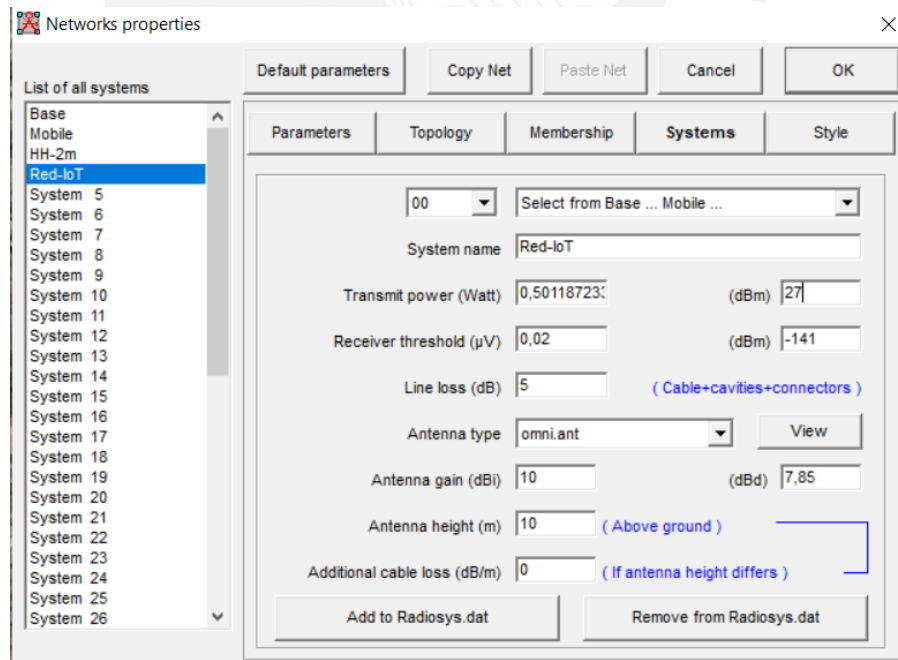 Networks properties
Default parameters
Copy Net
Paste Net
Cancel
OK
List of all systems
Base
Mobile
HH-2m
Red-IoT
System 5
System 6
System 7
System 8
System 9
System 10
System 11
System 12
System 13
System 14
System 15
System 16
System 17
System 18
System 19
System 20
System 21
System 22
System 23
System 24
System 25
System 26
Parameters
Topology
Membership
Systems
Style
00
Select from Base ... Mobile ...
System name Red-IoT
Transmit power (Watt) 0,50118723 (dBm) 27
Receiver threshold (µV) 0,02 (dBm) -141
Line loss (dB) 5 ( Cable+cavities+connectors )
Antenna type omni.ant View
Antenna gain (dBi) 10 (dBd) 7,85
Antenna height (m) 10 ( Above ground )
Additional cable loss (dB/m) 0 ( If antenna height differs )
Add to Radiosys.dat
Remove from Radiosys.dat